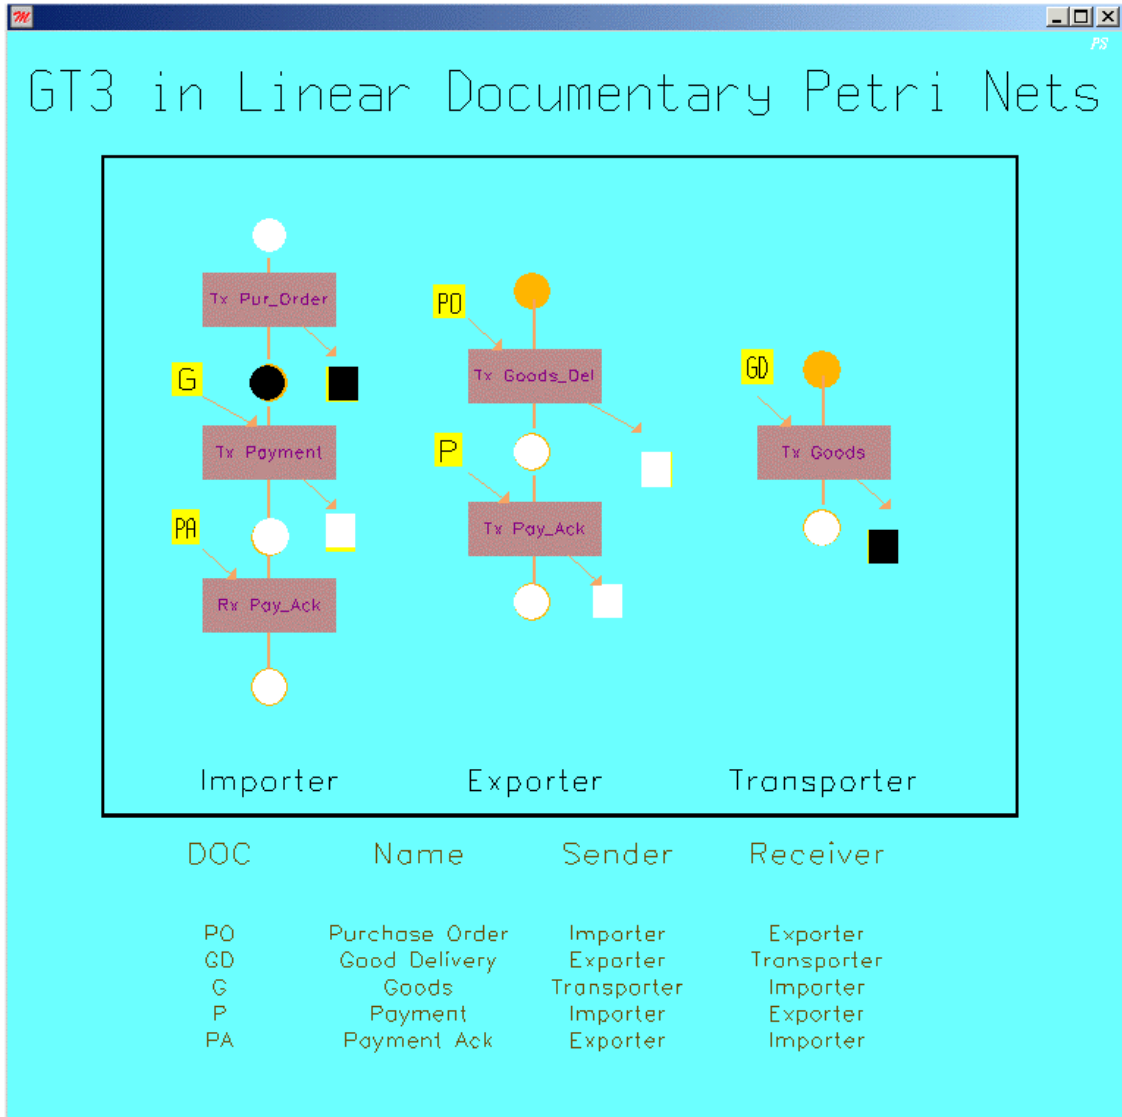 PS
GT3 in Linear Documentary Petri Nets
Tx Pur_Order
PO
Tx Goods_Del
GD
G
Tx Payment
P
Tx Goods
PA
Tx Pay_Ack
Rx Pay_Ack
Importer Exporter Transporter
DOC Name Sender Receiver
PO Purchase Order Importer Exporter
GD Good Delivery Exporter Transporter
G Goods Transporter Importer
P Payment Importer Exporter
PA Payment Ack Exporter Importer